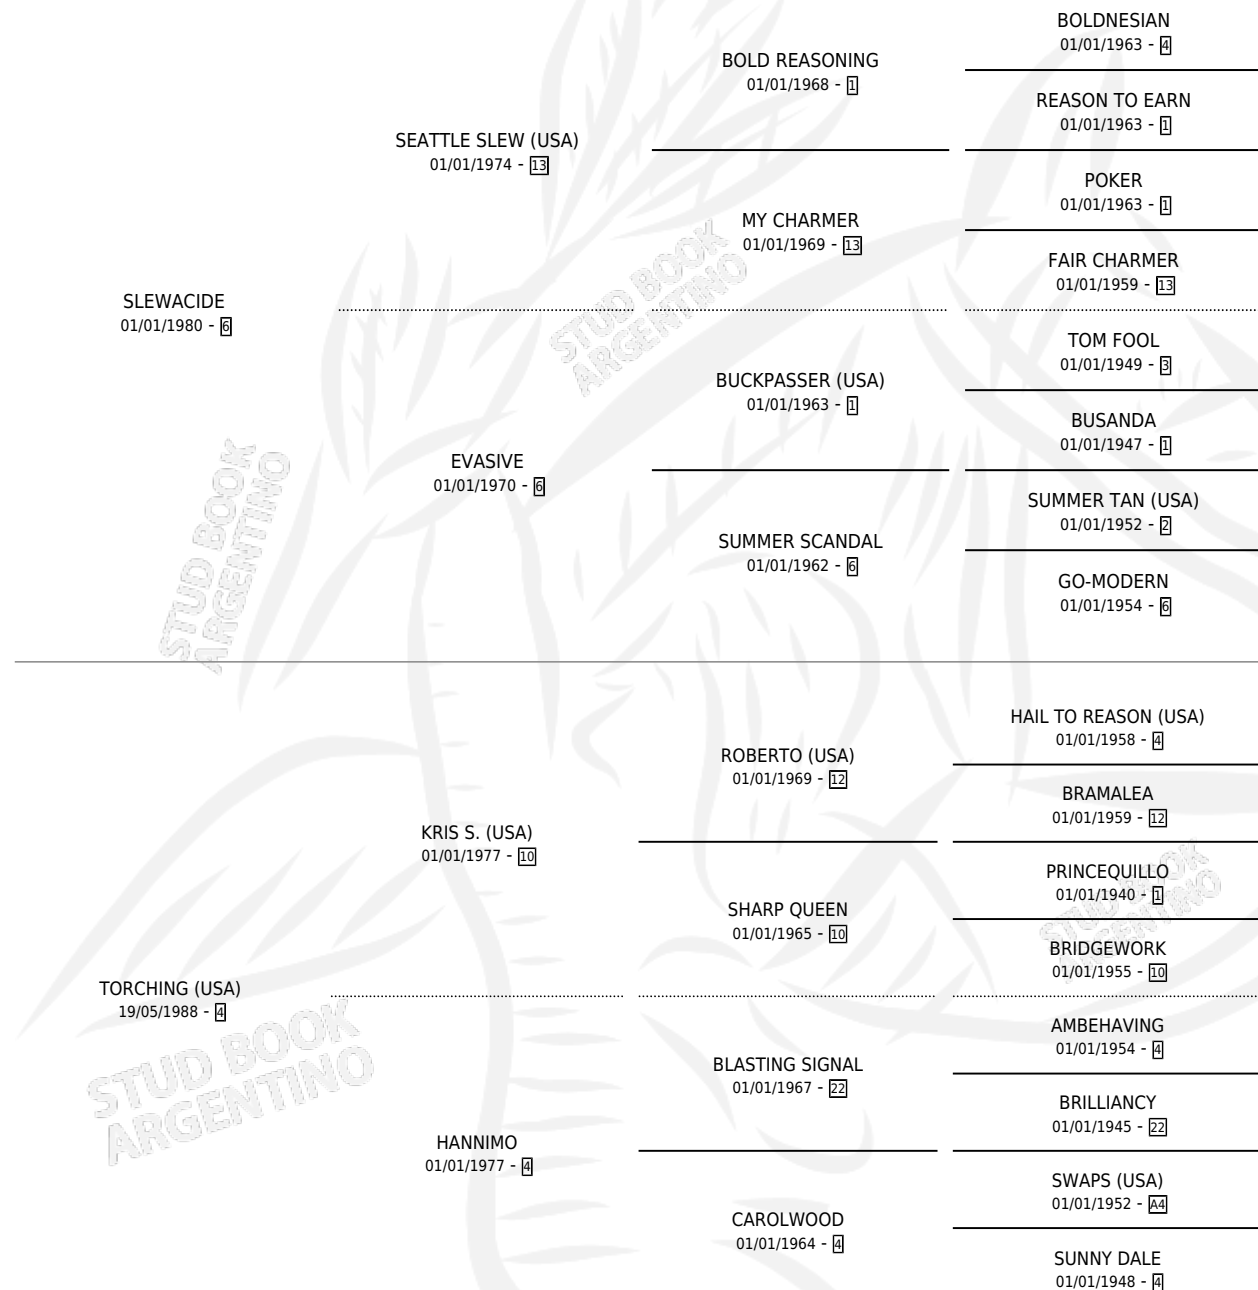 BOLDNESIAN
01/01/1963 - 4
BOLD REASONING
01/01/1968 - 1
REASON TO EARN
01/01/1963 - 1
SEATTLE SLEW (USA)
01/01/1974 - 13
POKER
01/01/1963 - 1
MY CHARMER
01/01/1969 - 13
FAIR CHARMER
01/01/1959 - 13
SLEWACIDE
01/01/1980 - 6
STUD BOOK
ARGENTINO
TOM FOOL
01/01/1949 - 3
BUCKPASSER (USA)
01/01/1963 - 1
BUSANDA
01/01/1947 - 1
EVASIVE
01/01/1970 - 6
SUMMER TAN (USA)
01/01/1952 - 2
SUMMER SCANDAL
01/01/1962 - 6
GO-MODERN
01/01/1954 - 6
STUD BOOK
ARGENTINO
HAIL TO REASON (USA)
01/01/1958 - 4
ROBERTO (USA)
01/01/1969 - 12
BRAMALEA
01/01/1959 - 12
KRIS S. (USA)
01/01/1977 - 10
PRINCEQUILLO
01/01/1940 - 1
SHARP QUEEN
01/01/1965 - 10
STUD BOOK
ARGENTINO
BRIDGEWORK
01/01/1955 - 10
TORCHING (USA)
19/05/1988 - 4
STUD BOOK
ARGENTINO
AMBEHAVING
01/01/1954 - 4
BLASTING SIGNAL
01/01/1967 - 22
BRILLIANCY
01/01/1945 - 22
HANNIMO
01/01/1977 - 4
SWAPS (USA)
01/01/1952 - A4
CAROLWOOD
01/01/1964 - 4
SUNNY DALE
01/01/1948 - 4